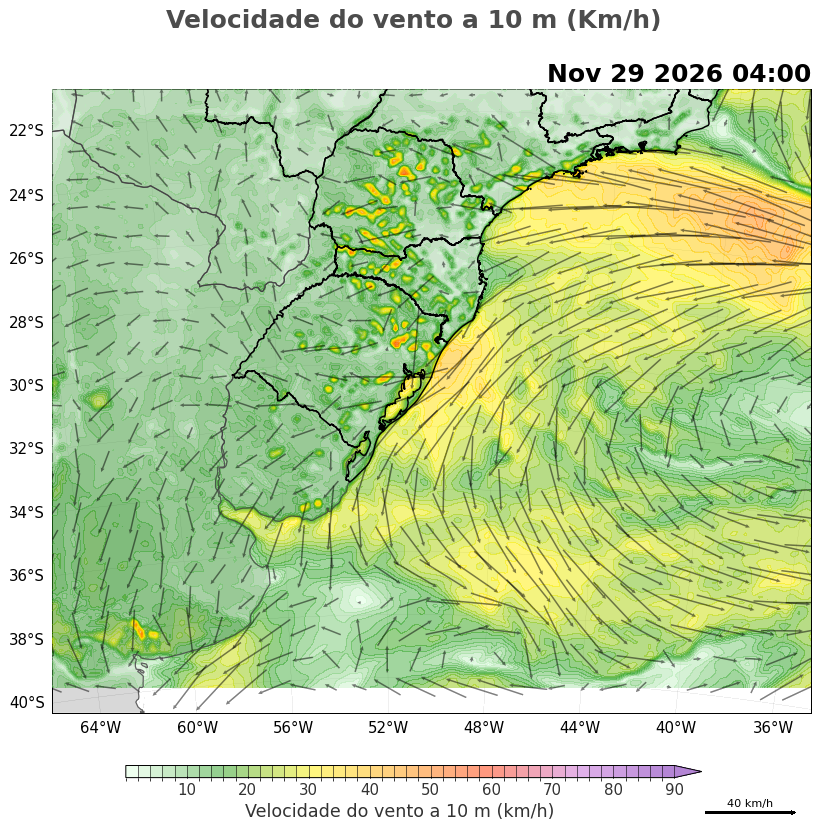 Velocidade do vento a 10 m (Km/h)
Nov 29 2026 04:00
22°S
24°S
26°S
28°S
30°S
32°S
34°S
36°S
38°S
40°S
64°W 60°W 56°W 52°W 48°W 44°W 40°W 36°W
10 20 30 40 50 60 70 80 90
Velocidade do vento a 10 m (km/h)
40 km/h